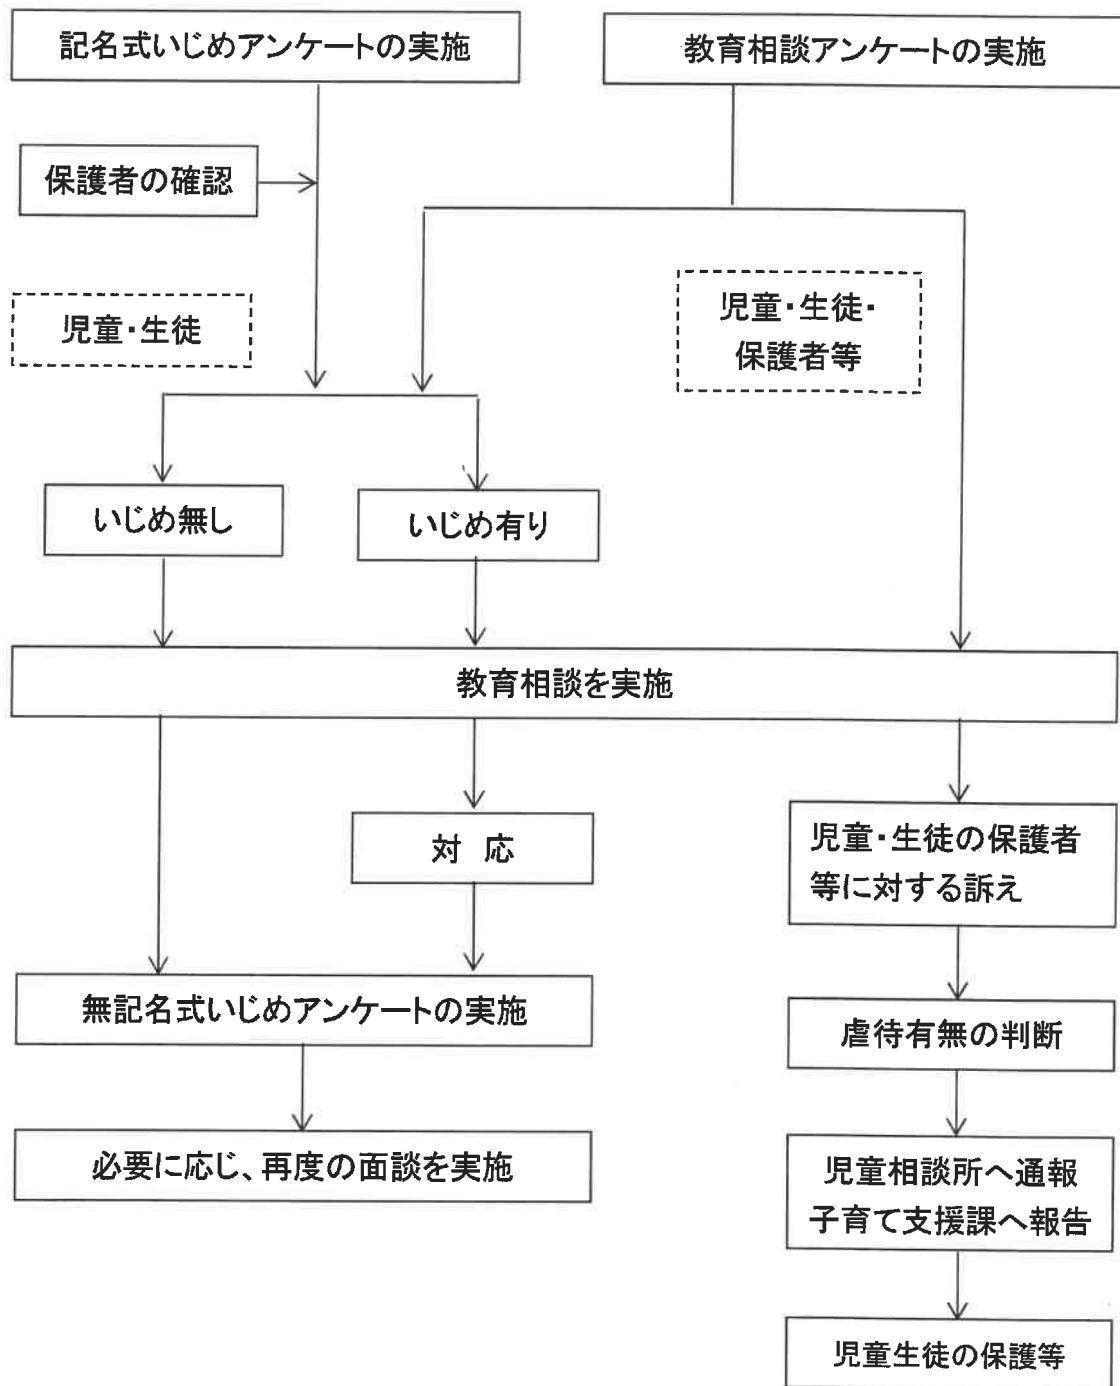 記名式いじめアンケートの実施
教育相談アンケートの実施
保護者の確認
児童・生徒
児童・生徒・
保護者等
いじめ無し
いじめ有り
教育相談を実施
対 応
児童・生徒の保護者
等に対する訴え
無記名式いじめアンケートの実施
虐待有無の判断
必要に応じ、再度の面談を実施
児童相談所へ通報
子育て支援課へ報告
児童生徒の保護等